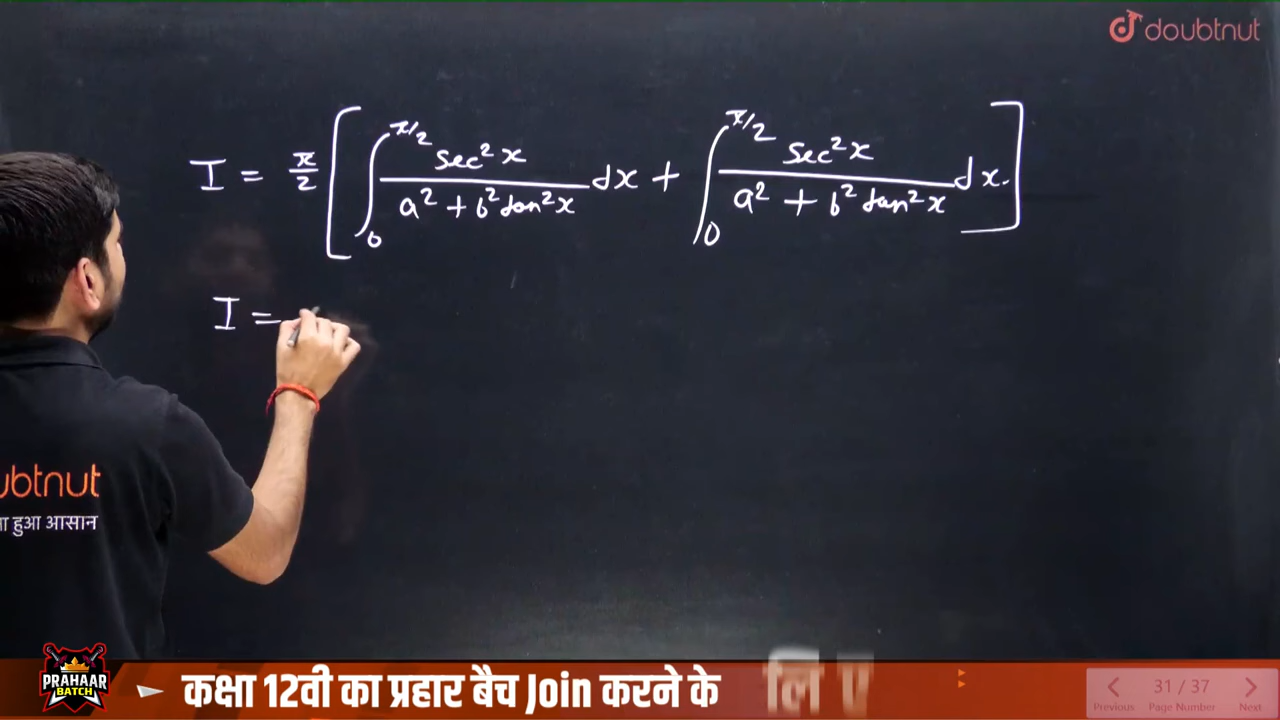 doubtnut
I = π/2 [ ∫₀^π/2 sec²x / a² + b² tan²x dx + ∫₀^π/2 sec²x / a² + b² tan²x dx. ]
I =
ubtnut
ा हुआ आसान
PRAHAAR
BATCH
कक्षा 12वी का प्रहार बैच Join करने के लिए
31 / 37
Previous Page Number Next